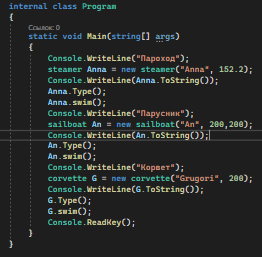 internal class Program
{
Ссылок: 0
static void Main(string[] args)
{
Console.WriteLine("Пароход");
steamer Anna = new steamer("Anna", 152.2);
Console.WriteLine(Anna.ToString());
Anna.Type();
Anna.swim();
Console.WriteLine("Парусник");
sailboat An = new sailboat("An", 200,200);
Console.WriteLine(An.ToString());
An.Type();
An.swim();
Console.WriteLine("Корвет");
corvette G = new corvette("Grugori", 200);
Console.WriteLine(G.ToString());
G.Type();
G.swim();
Console.ReadKey();
}
}